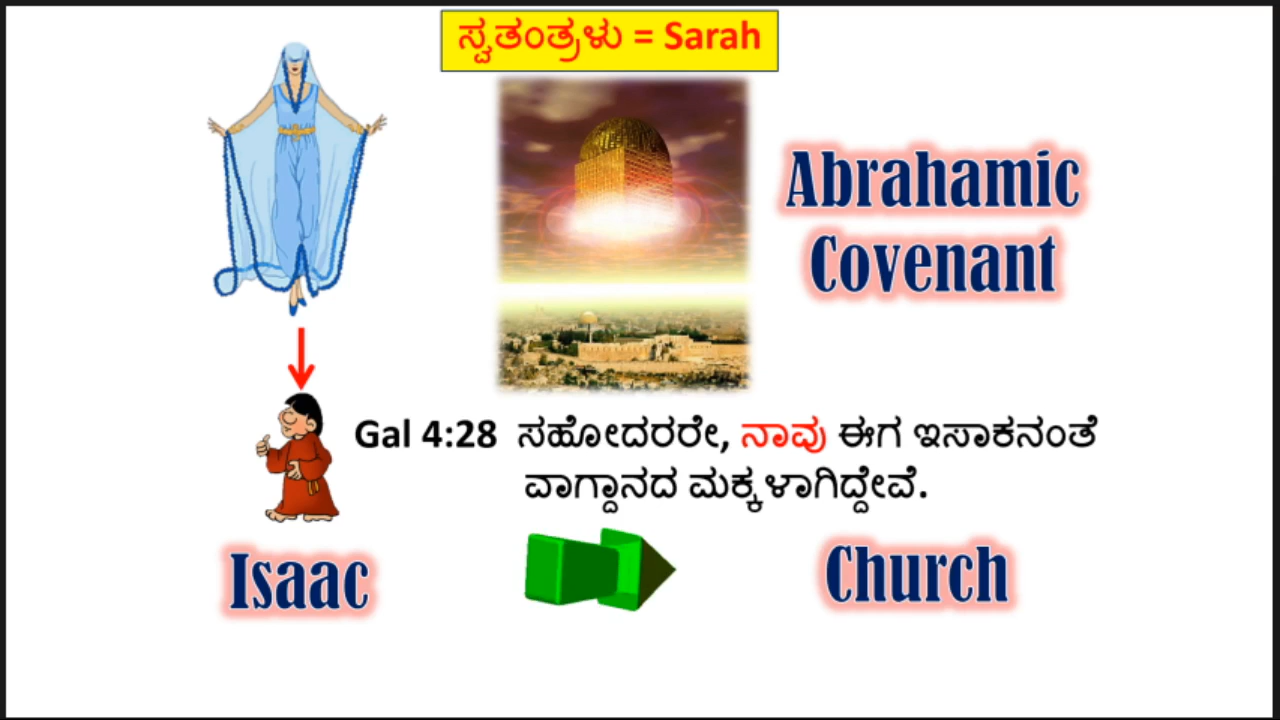 ಸ್ವತಂತ್ರಳು = Sarah
Abrahamic
Covenant
Gal 4:28 ಸಹೋದರರೇ, ನಾವು ಈಗ ಇಸಾಕನಂತೆ
ವಾಗ್ದಾನದ ಮಕ್ಕಳಾಗಿದ್ದೇವೆ.
Isaac
Church